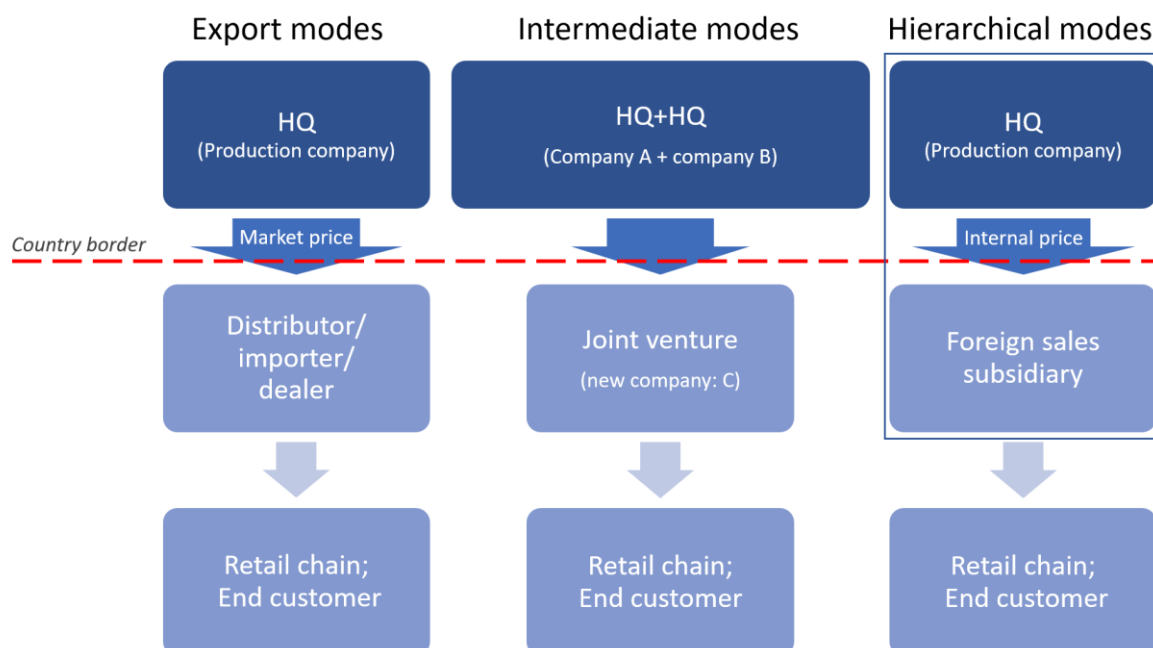 Export modes
Intermediate modes
Hierarchical modes
HQ
(Production company)
HQ+HQ
(Company A + company B)
HQ
(Production company)
Market price
Internal price
Country border
Distributor/
importer/
dealer
Joint venture
(new company: C)
Foreign sales
subsidiary
Retail chain;
End customer
Retail chain;
End customer
Retail chain;
End customer